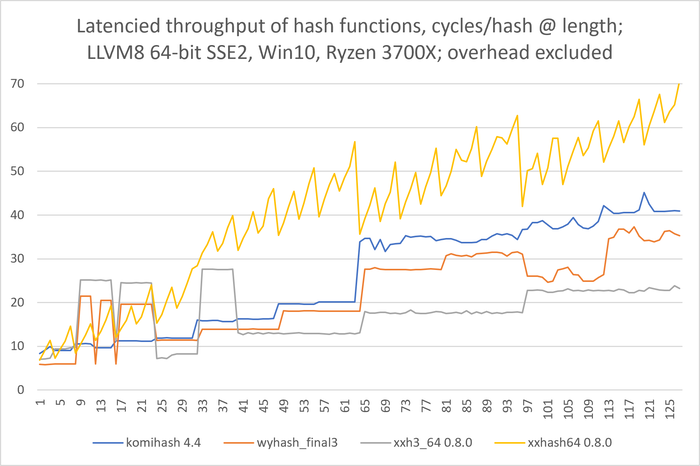 Latencied throughput of hash functions, cycles/hash @ length;
LLVM8 64-bit SSE2, Win10, Ryzen 3700X; overhead excluded
70
60
50
40
30
20
10
0
1 5 9 13 17 21 25 29 33 37 41 45 49 53 57 61 65 69 73 77 81 85 89 93 97 101 105 109 113 117 121 125
komihash 4.4 wyhash_final3 xxh3_64 0.8.0 xxhash64 0.8.0